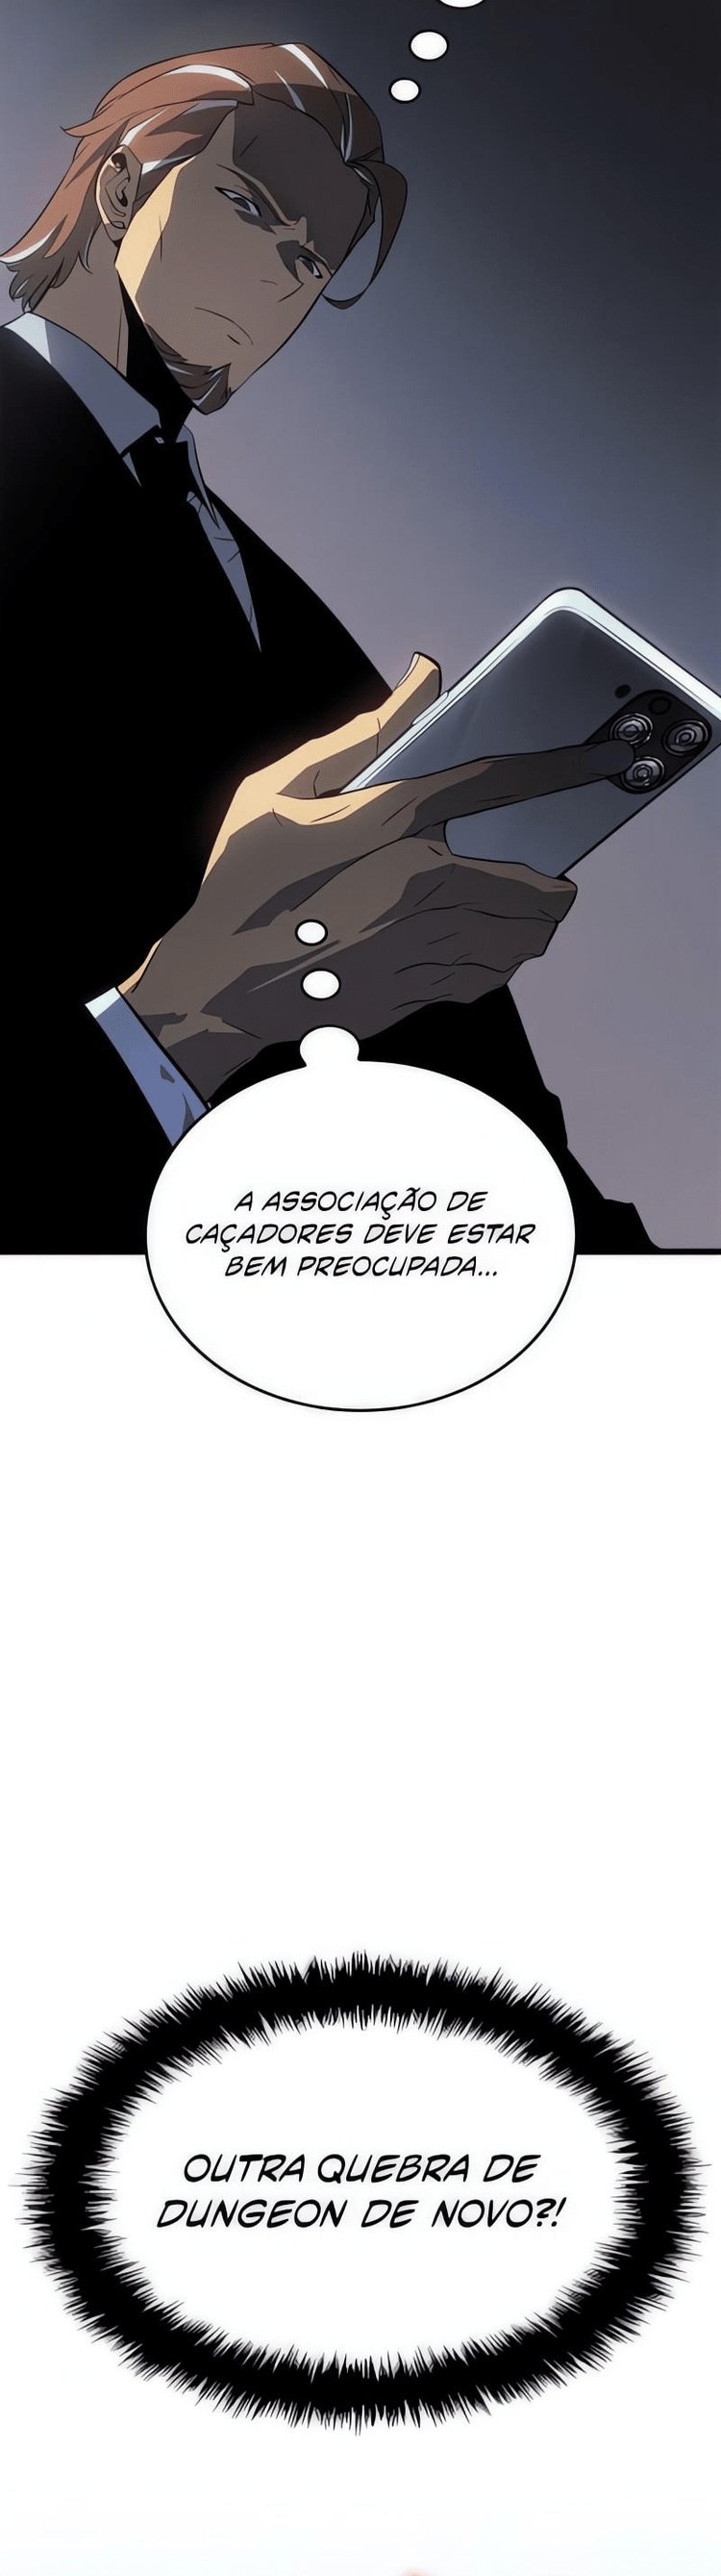 A ASSOCIAÇÃO DE
CAÇADORES DEVE ESTAR
BEM PREOCUPADA...
OUTRA QUEBRA DE
DUNGEON DE NOVO?!